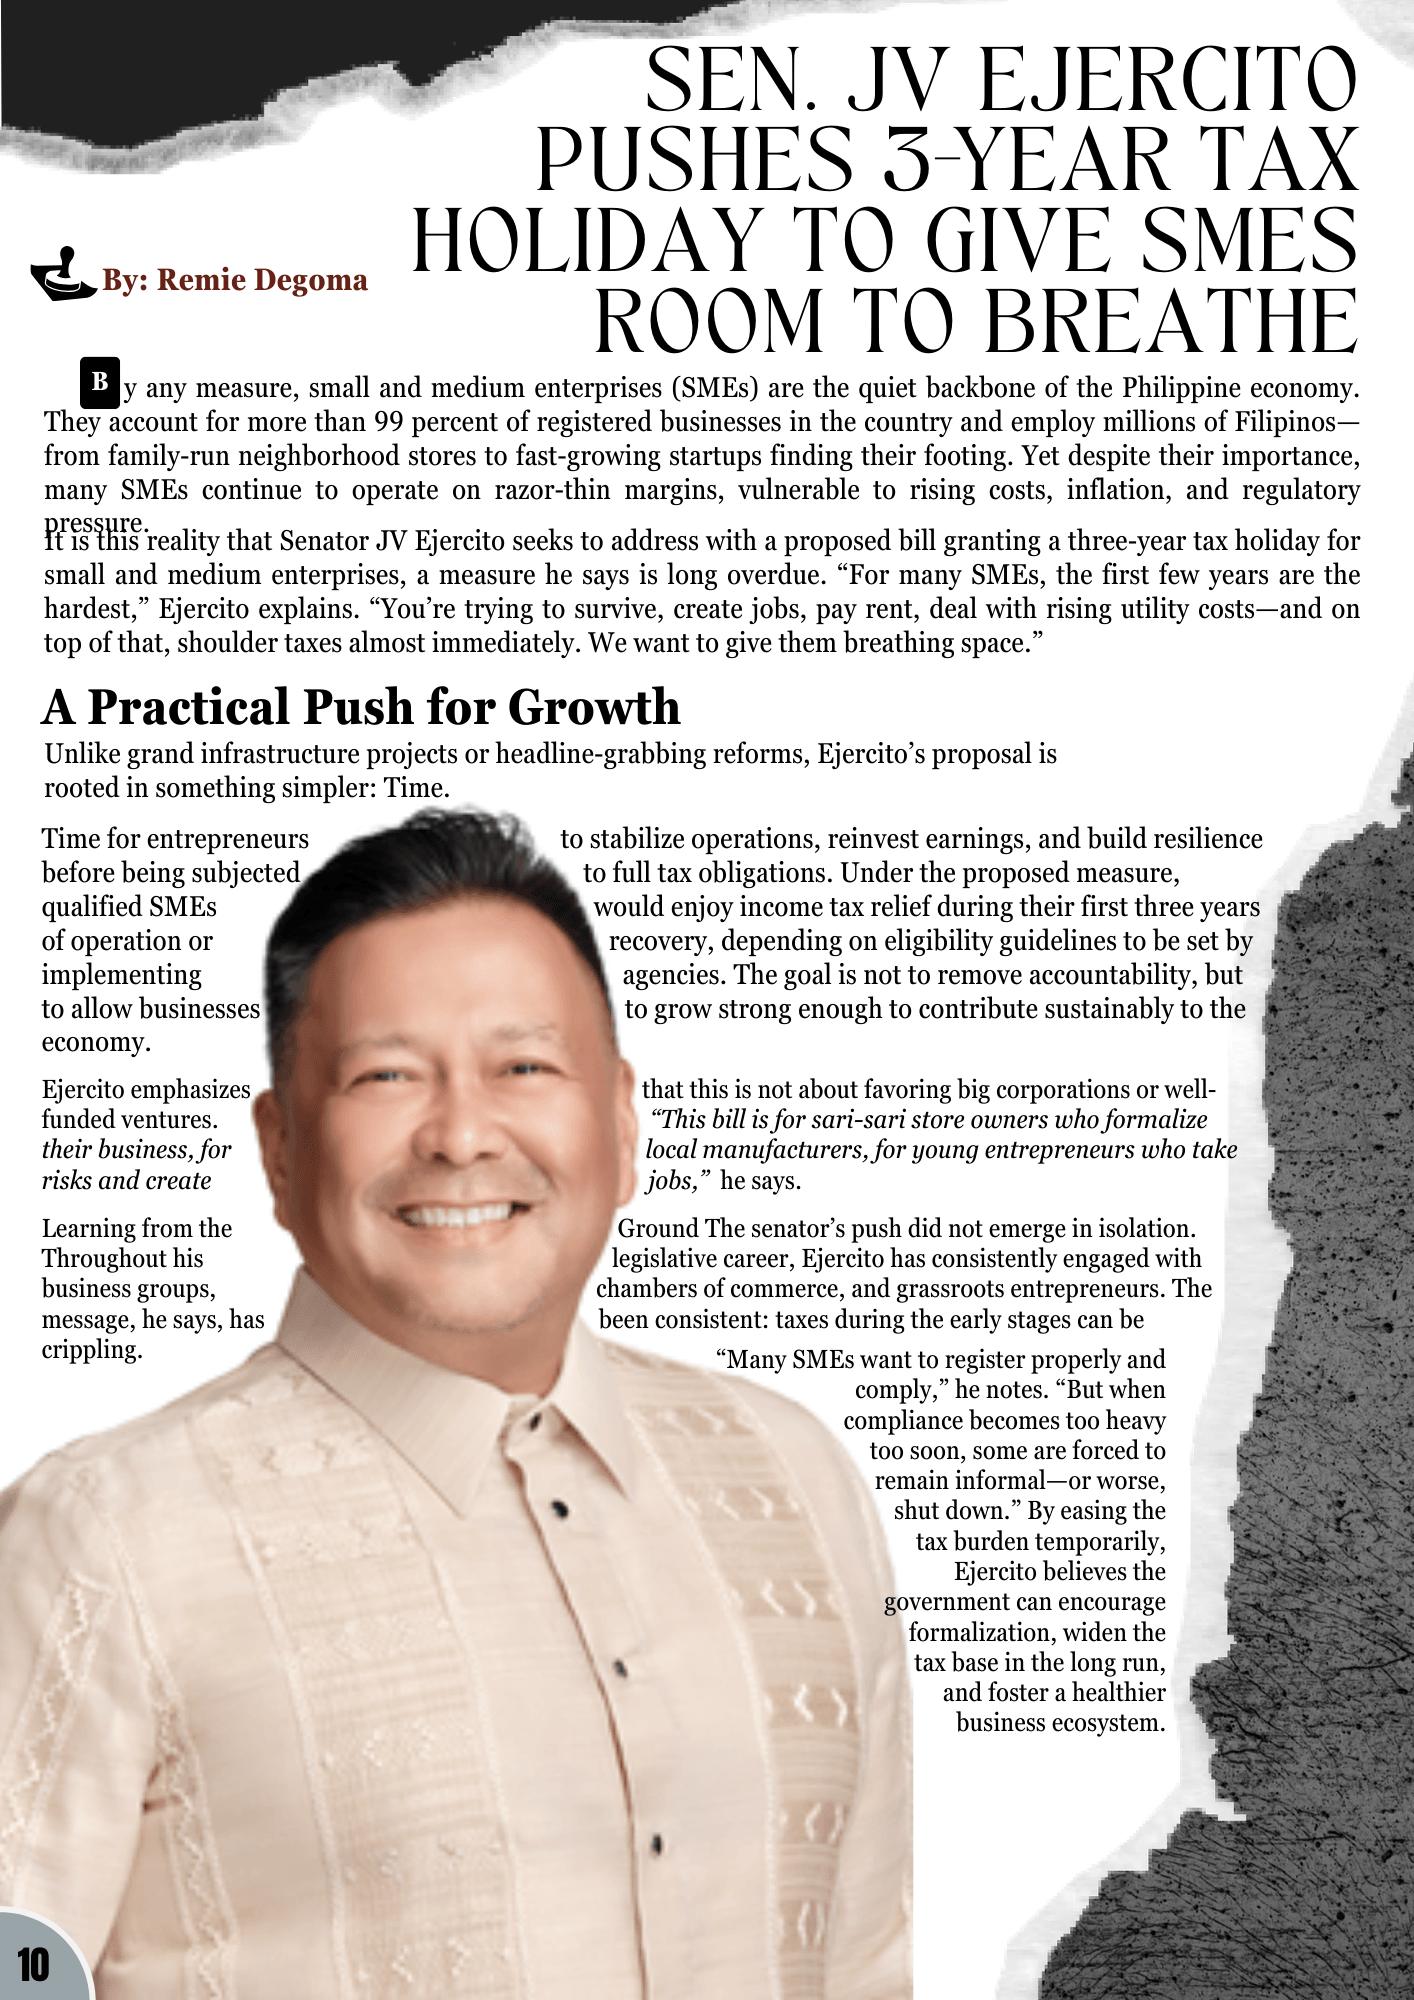 SEN. JV EJERCITO
PUSHES 3-YEAR TAX
HOLIDAY TO GIVE SMES
ROOM TO BREATHE
By: Remie Degoma
By any measure, small and medium enterprises (SMEs) are the quiet backbone of the Philippine economy.
They account for more than 99 percent of registered businesses in the country and employ millions of Filipinos—
from family-run neighborhood stores to fast-growing startups finding their footing. Yet despite their importance,
many SMEs continue to operate on razor-thin margins, vulnerable to rising costs, inflation, and regulatory
pressure.
It is this reality that Senator JV Ejercito seeks to address with a proposed bill granting a three-year tax holiday for
small and medium enterprises, a measure he says is long overdue. “For many SMEs, the first few years are the
hardest,” Ejercito explains. “You’re trying to survive, create jobs, pay rent, deal with rising utility costs—and on
top of that, shoulder taxes almost immediately. We want to give them breathing space.”
A Practical Push for Growth
Unlike grand infrastructure projects or headline-grabbing reforms, Ejercito’s proposal is
rooted in something simpler: Time.
Time for entrepreneurs to stabilize operations, reinvest earnings, and build resilience
before being subjected to full tax obligations. Under the proposed measure,
qualified SMEs would enjoy income tax relief during their first three years
of operation or recovery, depending on eligibility guidelines to be set by
implementing agencies. The goal is not to remove accountability, but
to allow businesses to grow strong enough to contribute sustainably to the
economy.
Ejercito emphasizes that this is not about favoring big corporations or well-
funded ventures. “This bill is for sari-sari store owners who formalize
their business, for local manufacturers, for young entrepreneurs who take
risks and create jobs,” he says.
Learning from the Ground The senator’s push did not emerge in isolation.
Throughout his legislative career, Ejercito has consistently engaged with
business groups, chambers of commerce, and grassroots entrepreneurs. The
message, he says, has been consistent: taxes during the early stages can be
crippling.
“Many SMEs want to register properly and
comply,” he notes. “But when
compliance becomes too heavy
too soon, some are forced to
remain informal—or worse,
shut down.” By easing the
tax burden temporarily,
Ejercito believes the
government can encourage
formalization, widen the
tax base in the long run,
and foster a healthier
business ecosystem.
10